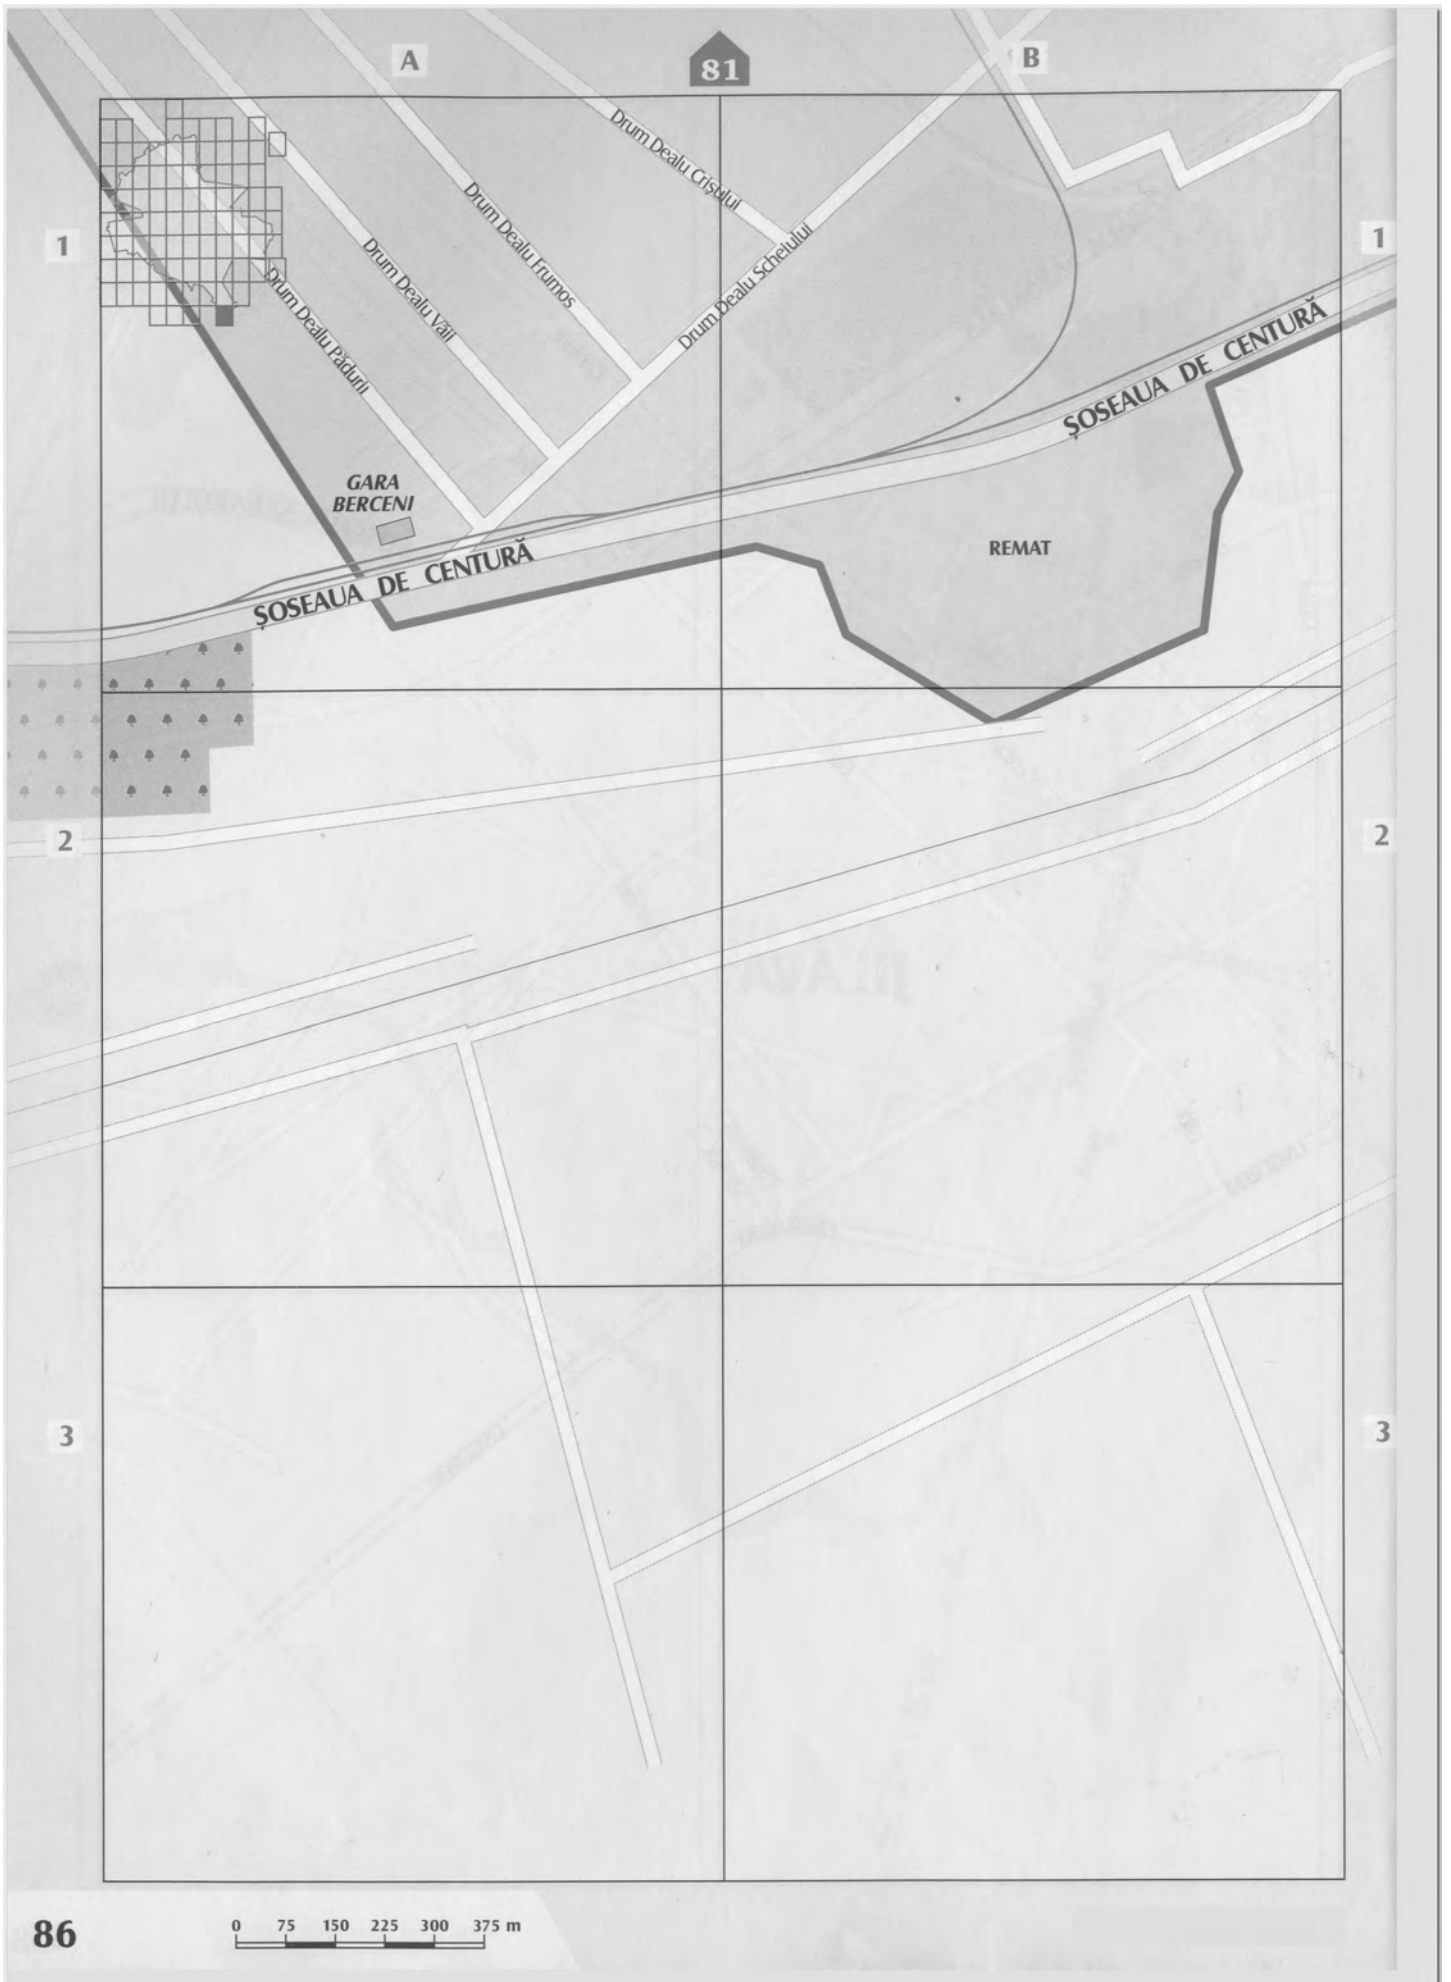 A
81
B
Drum Dealu Crișului
Drum Dealu Frumos
Drum Dealu Văii
Drum Dealu Schelului
Drum Dealu Pădurii
1
1
ȘOSEAUA DE CENTURĂ
GARA
BERCENI
REMAT
ȘOSEAUA DE CENTURĂ
2
2
JILAVA
3
3
86
0 75 150 225 300 375 m